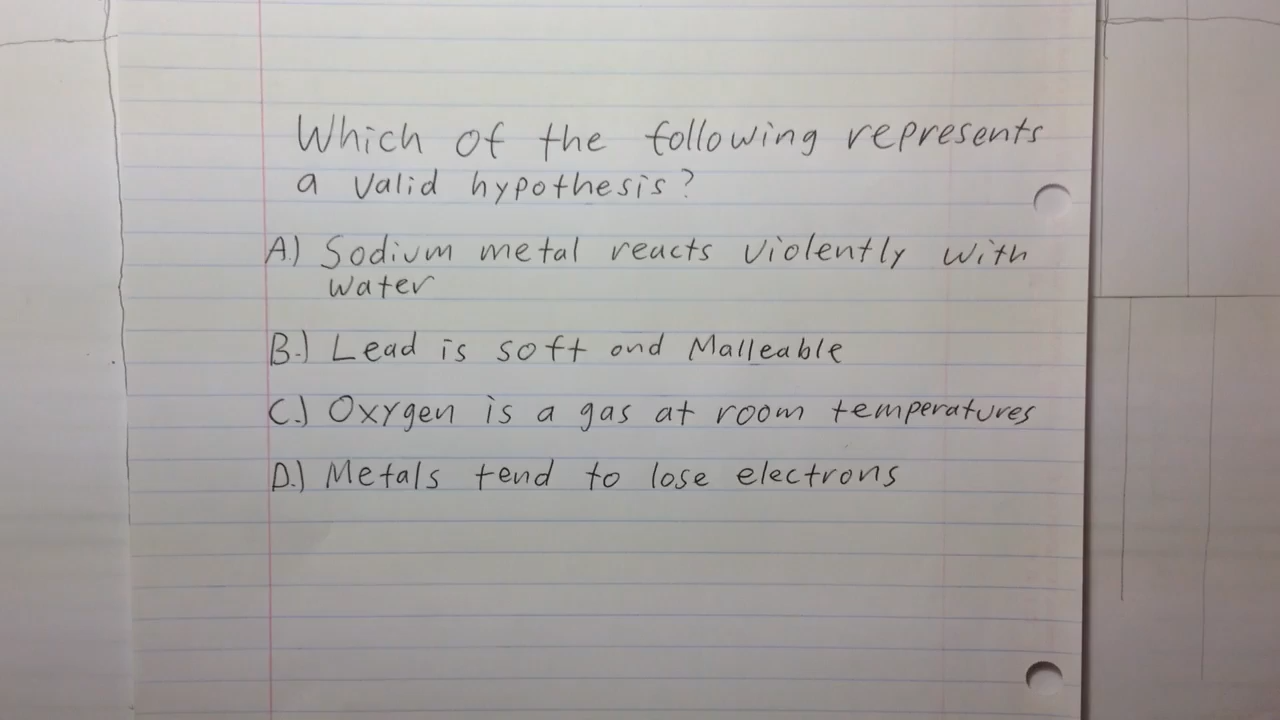 Which of the following represents
a valid hypothesis?
A.) Sodium metal reacts violently with
water
B.) Lead is soft and Malleable
C.) Oxygen is a gas at room temperatures
D.) Metals tend to lose electrons